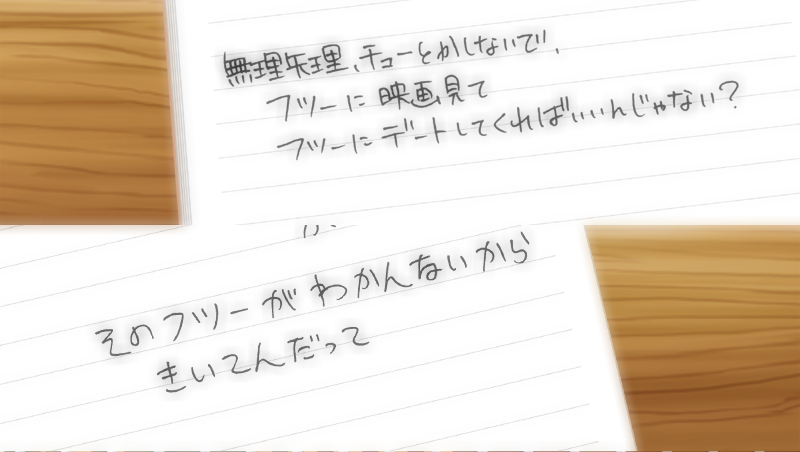 無理矢理、チューとかしないで、
フツーに映画見て
フツーにデートしてくればいいんじゃない?
そのフツーがわかんないから
きいてんだって